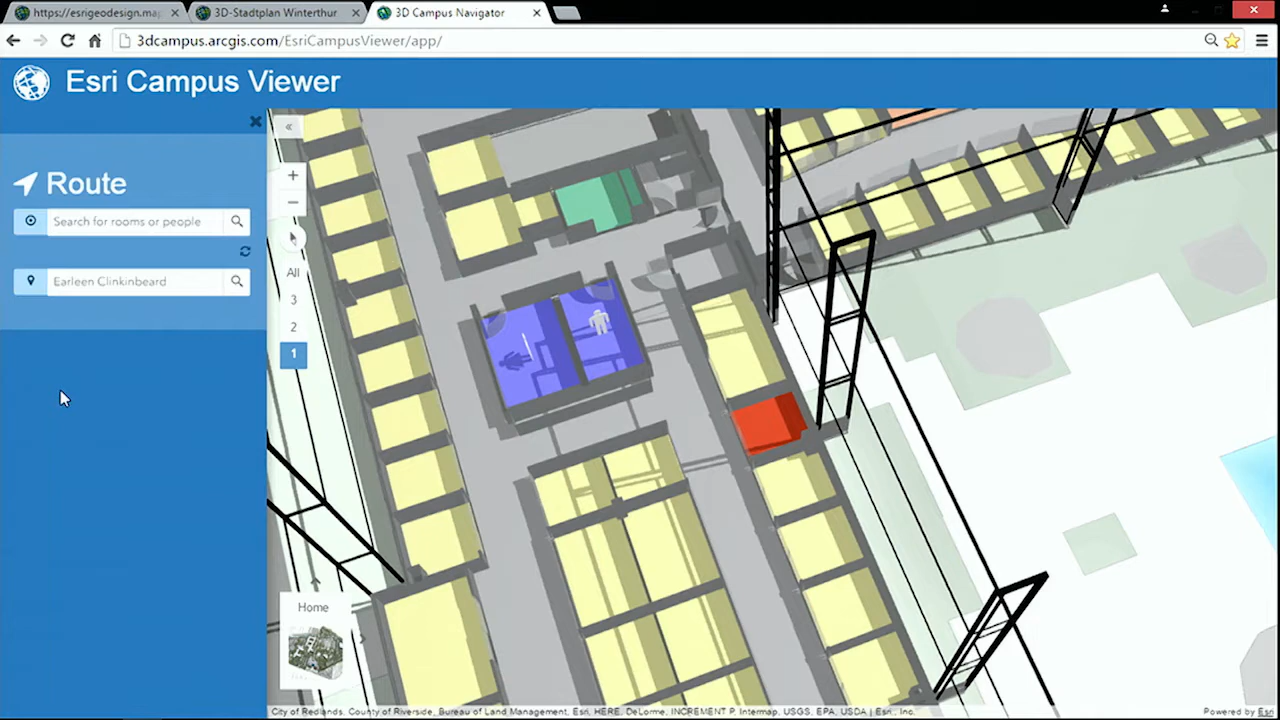 https://esrigeodesign.ma
3D-Stadtplan Winterthur
3D Campus Navigator
3dcampus.arcgis.com/EsriCampusViewer/app/
Esri Campus Viewer
Route
Search for rooms or people
Earleen Clinkinbeard
All
3
2
1
Home
City of Redlands, County of Riverside, Bureau of Land Management, Esri, HERE, DeLorme, INCREMENT P, Intermap, USGS, EPA, USDA | Esri., Inc.
Powered by Esri